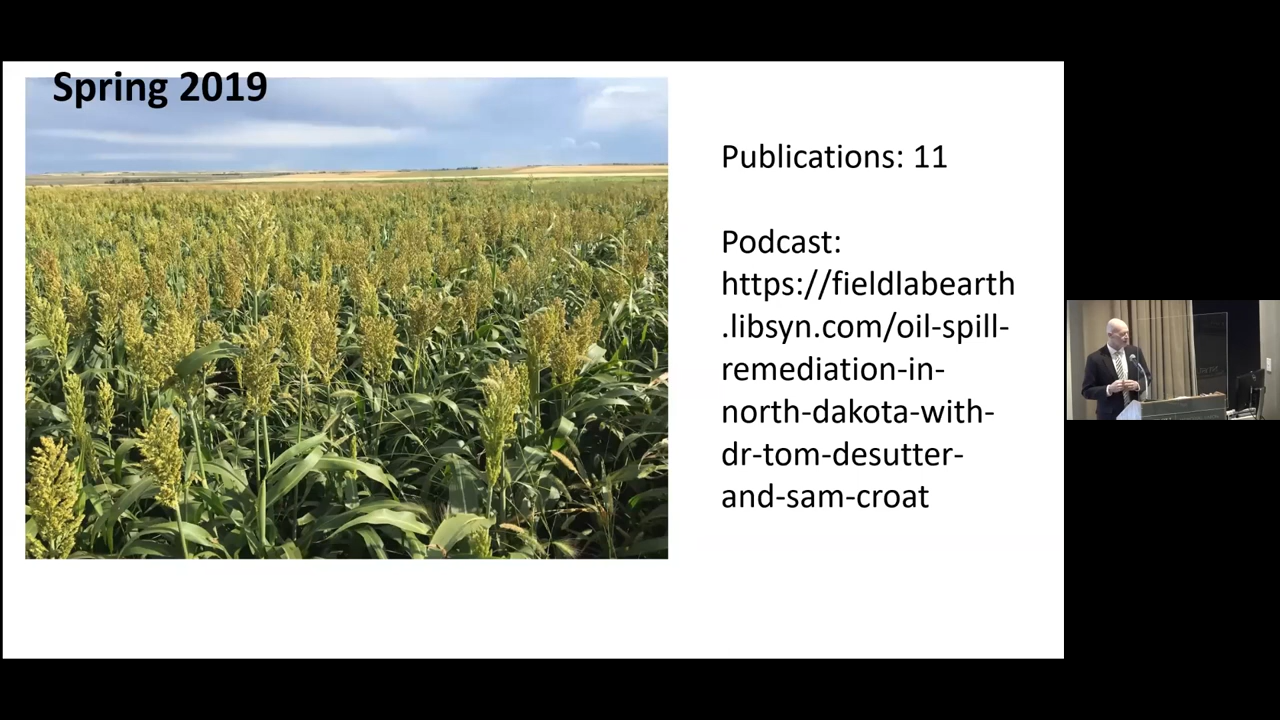 Spring 2019
Publications: 11
Podcast:
https://fieldlabearth
.libsyn.com/oil-spill-
remediation-in-
north-dakota-with-
dr-tom-desutter-
and-sam-croat